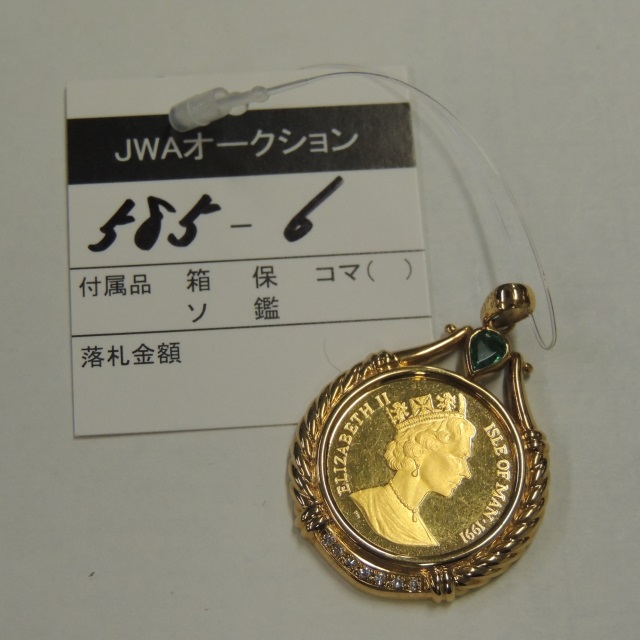 JWAオークション
585-6
付属品 箱 保 コマ( )
ソ 鑑
落札金額
ELIZABETH II
ISLE OF MAN · 1991